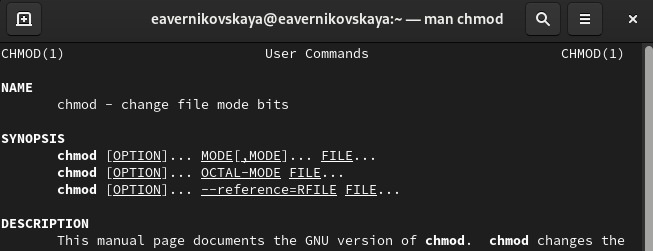 eavernikovskaya@eavernikovskaya:~ — man chmod
CHMOD(1) User Commands CHMOD(1)
NAME
chmod - change file mode bits
SYNOPSIS
chmod [OPTION]... MODE[,MODE]... FILE...
chmod [OPTION]... OCTAL-MODE FILE...
chmod [OPTION]... --reference=RFILE FILE...
DESCRIPTION
This manual page documents the GNU version of chmod. chmod changes the